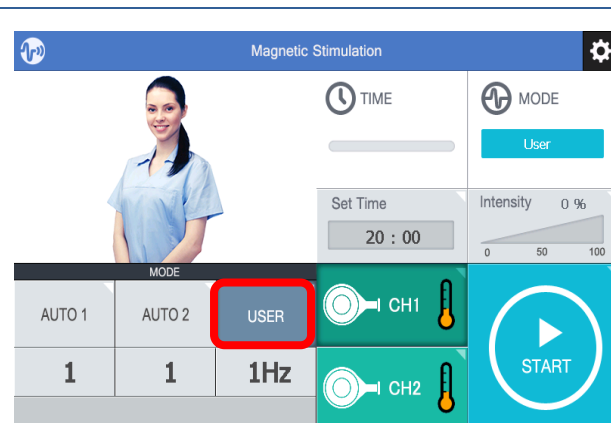 Magnetic Stimulation
TIME
MODE
User
Set Time
20 : 00
Intensity 0 %
0 50 100
MODE
AUTO 1 AUTO 2 USER
1 1 1Hz
CH1
CH2
START